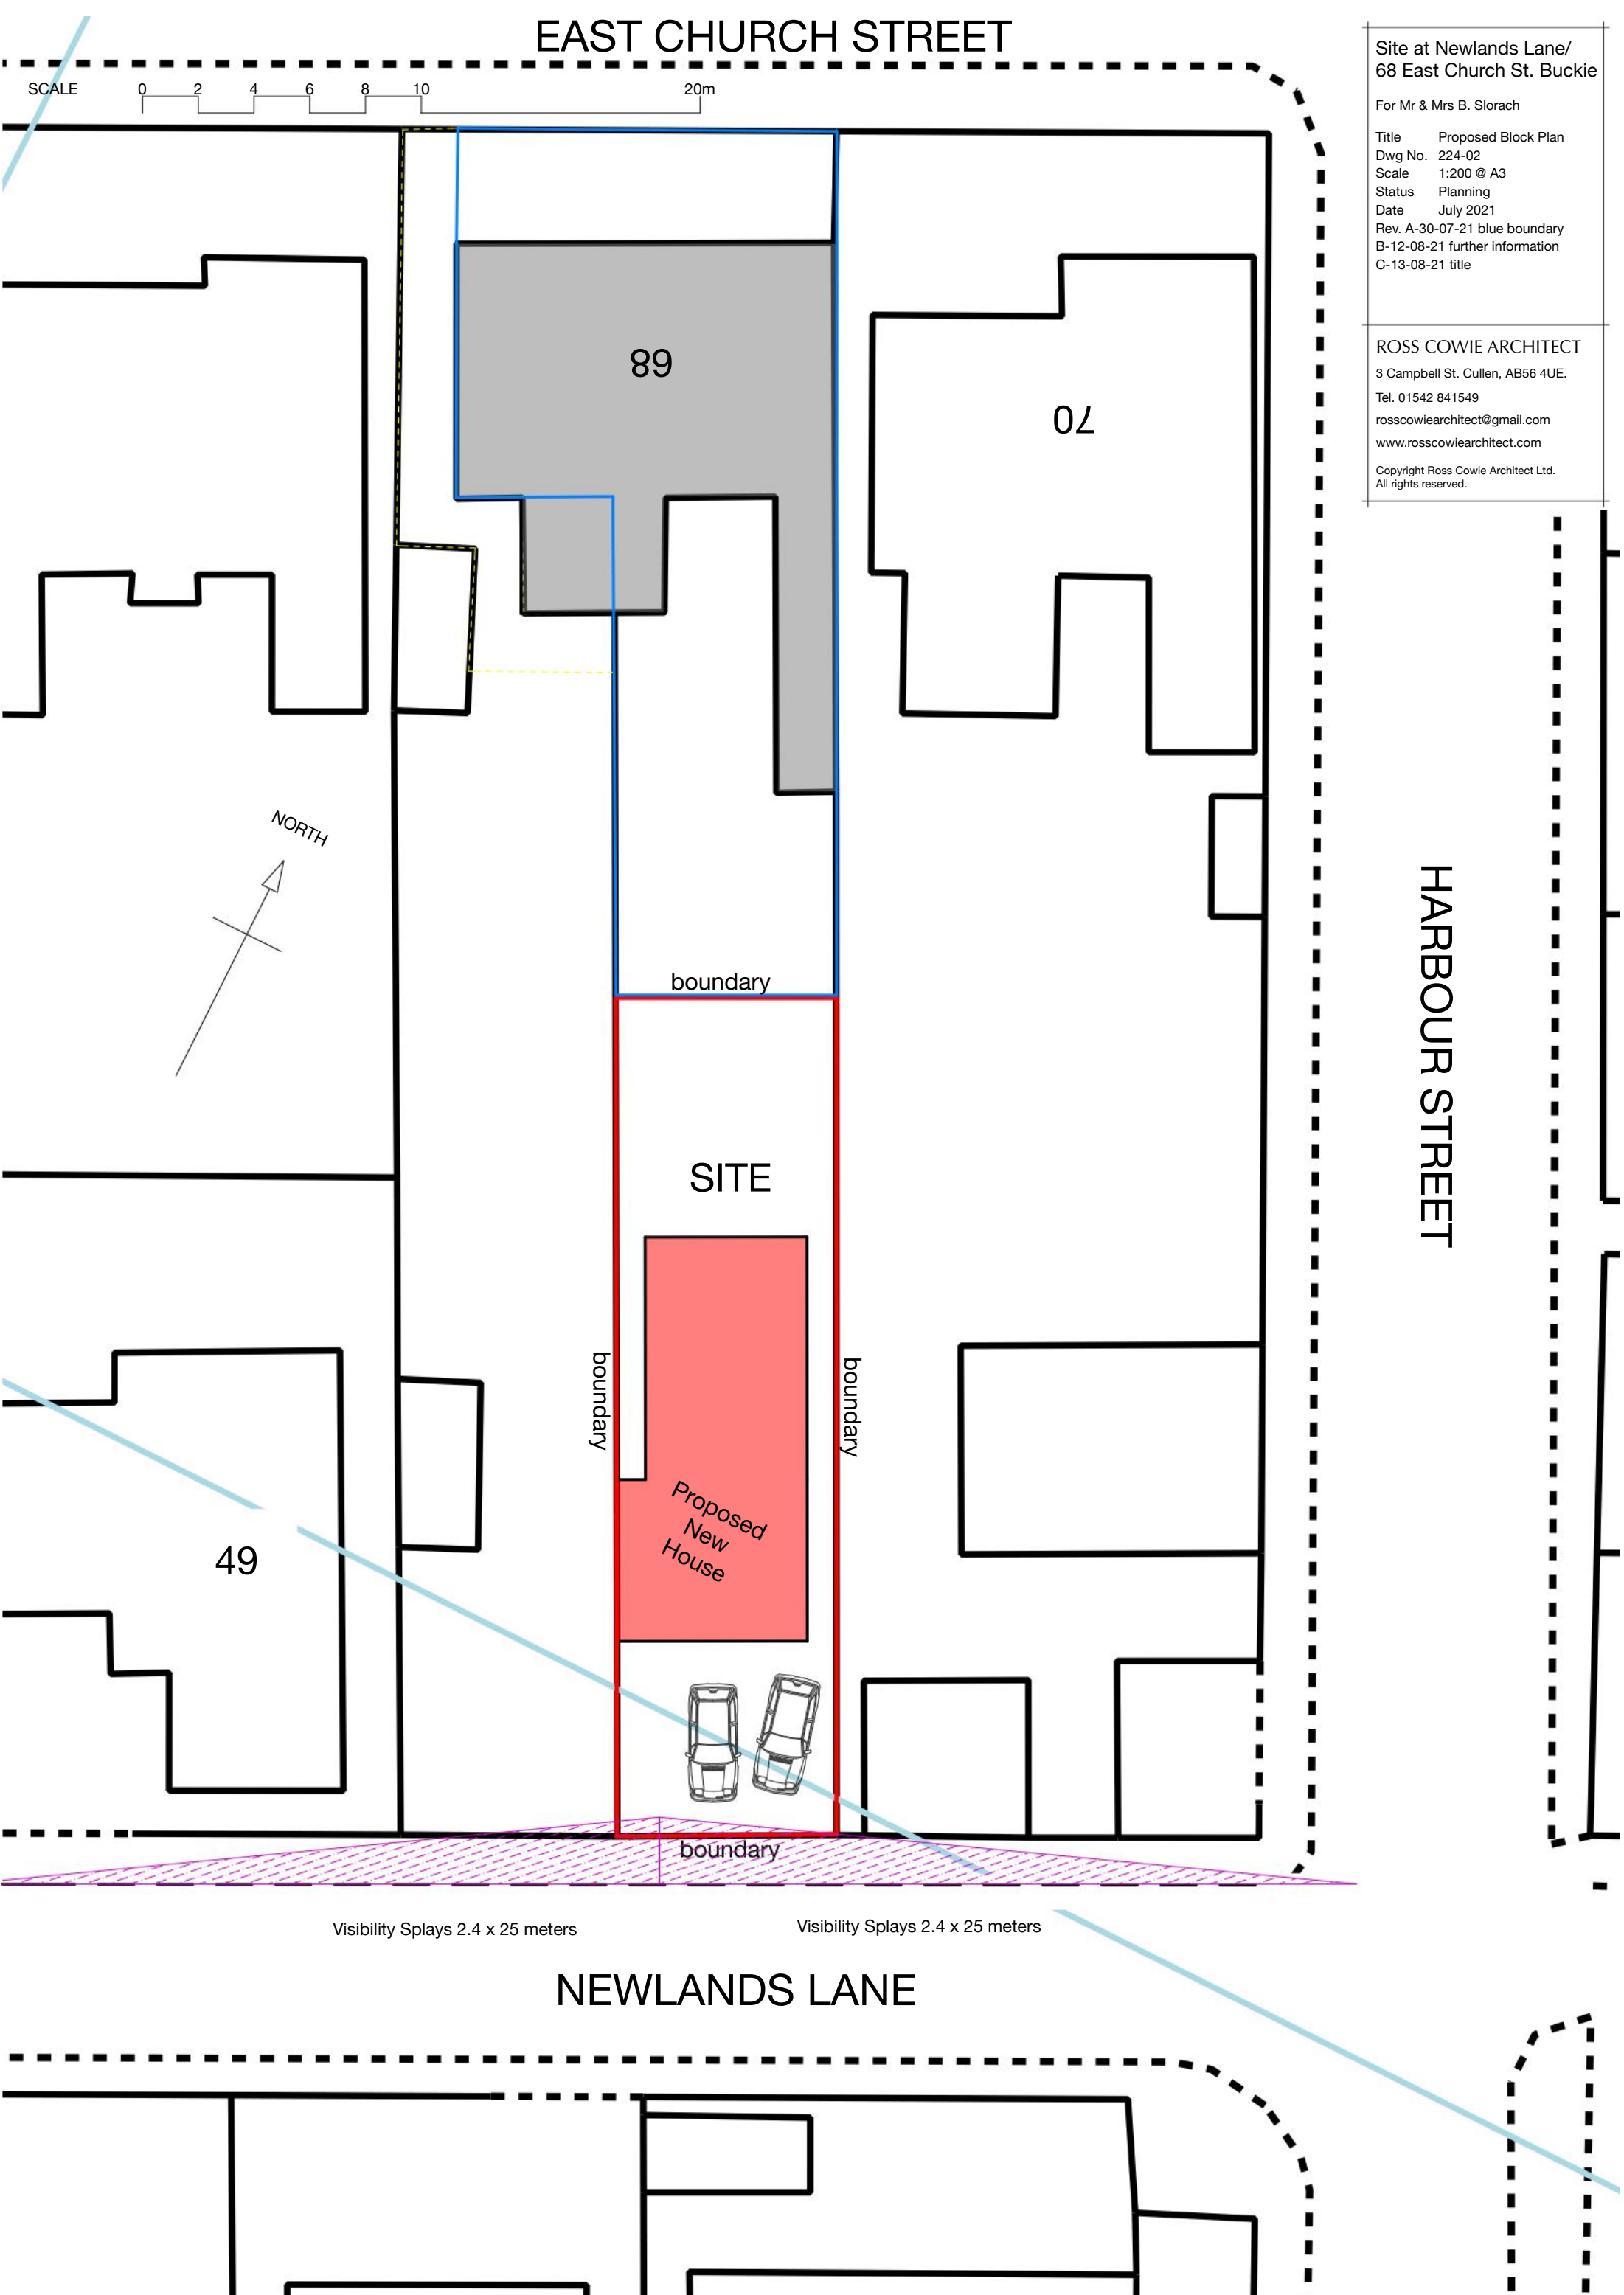 EAST CHURCH STREET
SCALE 0 2 4 6 8 10 20m
Site at Newlands Lane/
68 East Church St. Buckie
For Mr & Mrs B. Slorach
Title Proposed Block Plan
Dwg No. 224-02
Scale 1:200 @ A3
Status Planning
Date July 2021
Rev. A-30-07-21 blue boundary
B-12-08-21 further information
C-13-08-21 title
ROSS COWIE ARCHITECT
3 Campbell St. Cullen, AB56 4UE.
Tel. 01542 841549
rosscowiearchitect@gmail.com
www.rosscowiearchitect.com
Copyright Ross Cowie Architect Ltd.
All rights reserved.
68
70
NORTH
HARBOUR STREET
boundary
SITE
boundary
boundary
Proposed
New
House
49
boundary
Visibility Splays 2.4 x 25 meters
Visibility Splays 2.4 x 25 meters
NEWLANDS LANE